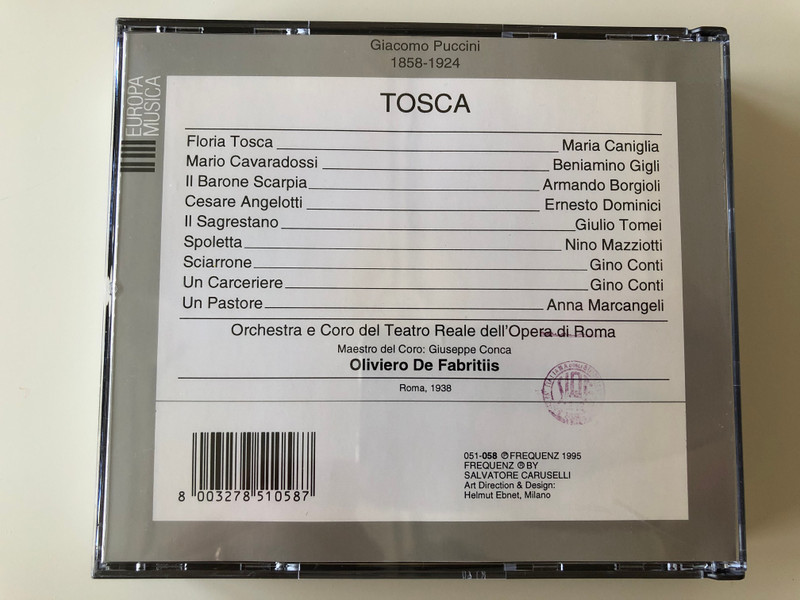 Giacomo Puccini
1858-1924
EUROPA
MUSICA
TOSCA
Floria Tosca Maria Caniglia
Mario Cavaradossi Beniamino Gigli
Il Barone Scarpia Armando Borgioli
Cesare Angelotti Ernesto Dominici
Il Sagrestano Giulio Tomei
Spoletta Nino Mazziotti
Sciarrone Gino Conti
Un Carceriere Gino Conti
Un Pastore Anna Marcangeli
Orchestra e Coro del Teatro Reale dell'Opera di Roma
Maestro del Coro: Giuseppe Conca
Oliviero De Fabritiis
Roma, 1938
8 003278 510587
051-058 ℗ FREQUENZ 1995
FREQUENZ ® BY
SALVATORE CARUSELLI
Art Direction & Design:
Helmut Ebnet, Milano